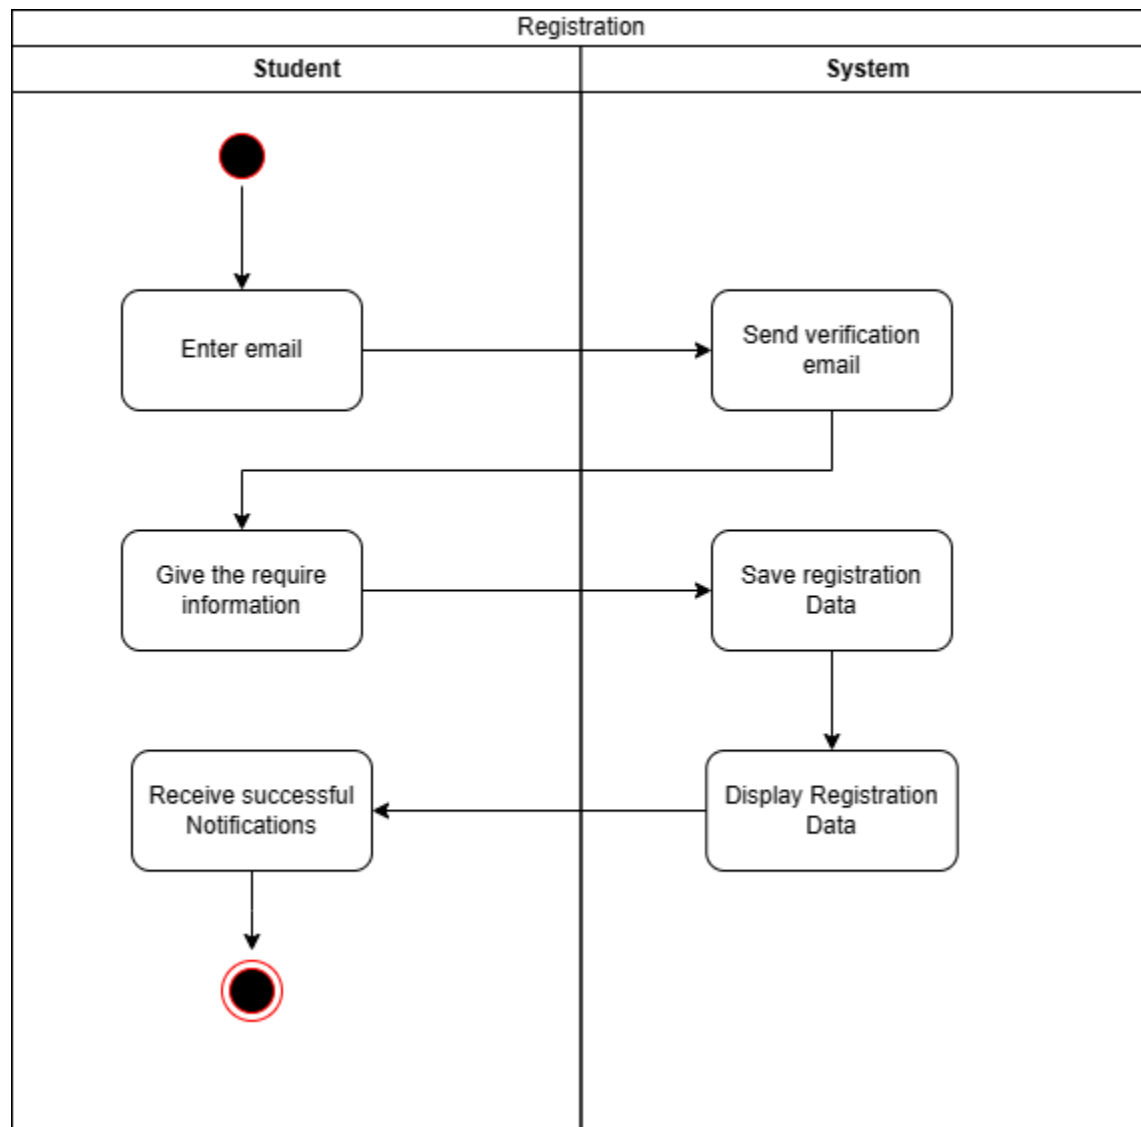 Registration
Student
System
Enter email
Send verification
email
Give the require
information
Save registration
Data
Receive successful
Notifications
Display Registration
Data